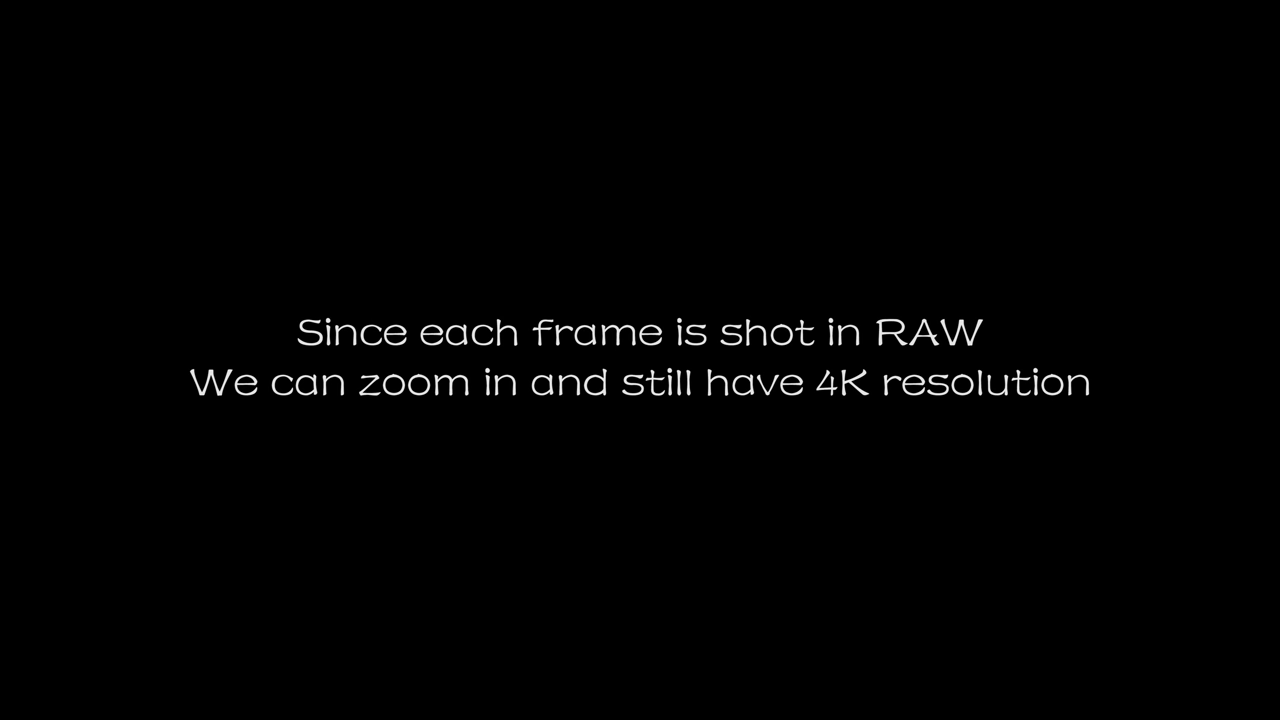 Since each frame is shot in RAW
We can zoom in and still have 4K resolution